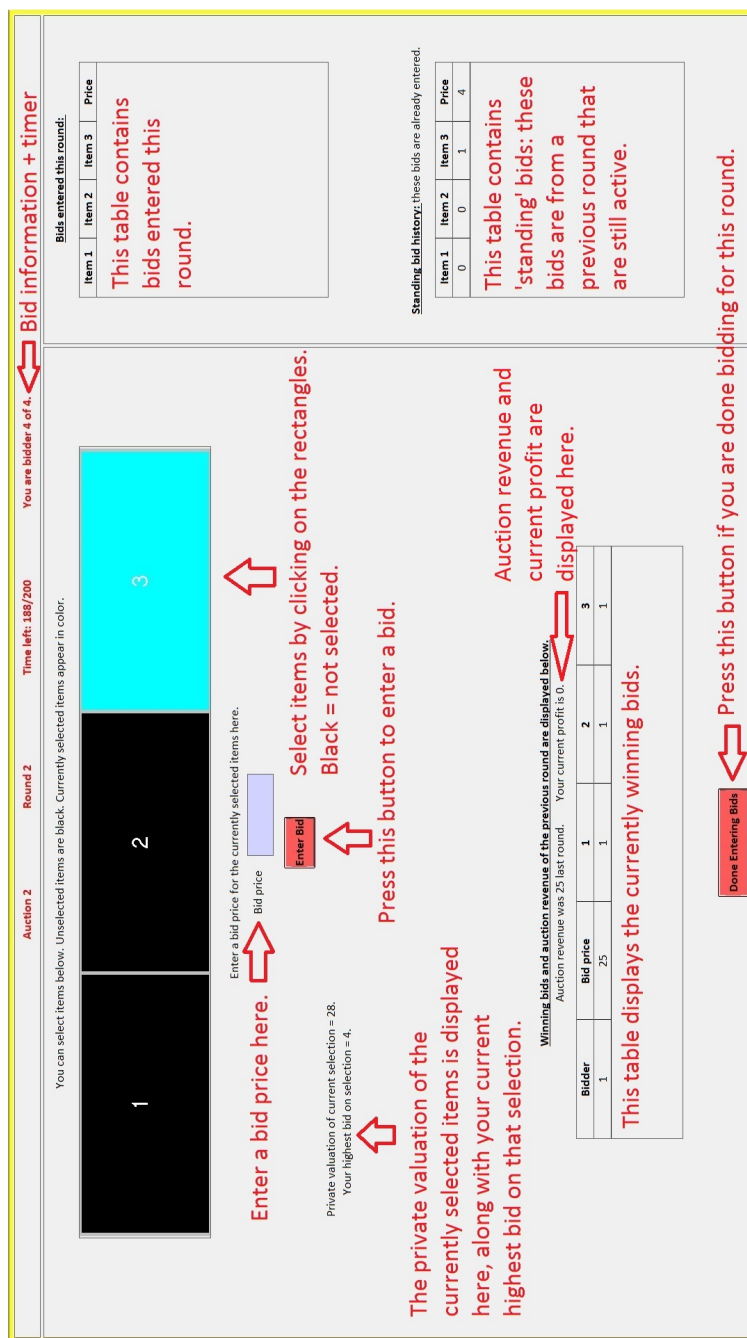 Auction 2 Round 2 Time left: 188/200 You are bidder 4 of 4. Bid information + timer
You can select items below. Unselected items are black. Currently selected items appear in color.
1 2 3
Enter a bid price for the currently selected items here.
Enter a bid price here. Bid price
Enter Bid
Select items by clicking on the rectangles.
Black = not selected.
Press this button to enter a bid.
Private valuation of current selection = 28.
Your highest bid on selection = 4.
The private valuation of the
currently selected items is displayed
here, along with your current
highest bid on that selection.
Auction revenue and
current profit are
displayed here.
Winning bids and auction revenue of the previous round are displayed below.
Auction revenue was 25 last round. Your current profit is 0.
Bidder Bid price 1 2 3
1 25 1 1 1
This table displays the currently winning bids.
Done Entering Bids
Press this button if you are done bidding for this round.
Bids entered this round:
Item 1 Item 2 Item 3 Price
This table contains
bids entered this
round.
Standing bid history: these bids are already entered.
Item 1 Item 2 Item 3 Price
0 0 1 4
This table contains
'standing' bids: these
bids are from a
previous round that
are still active.